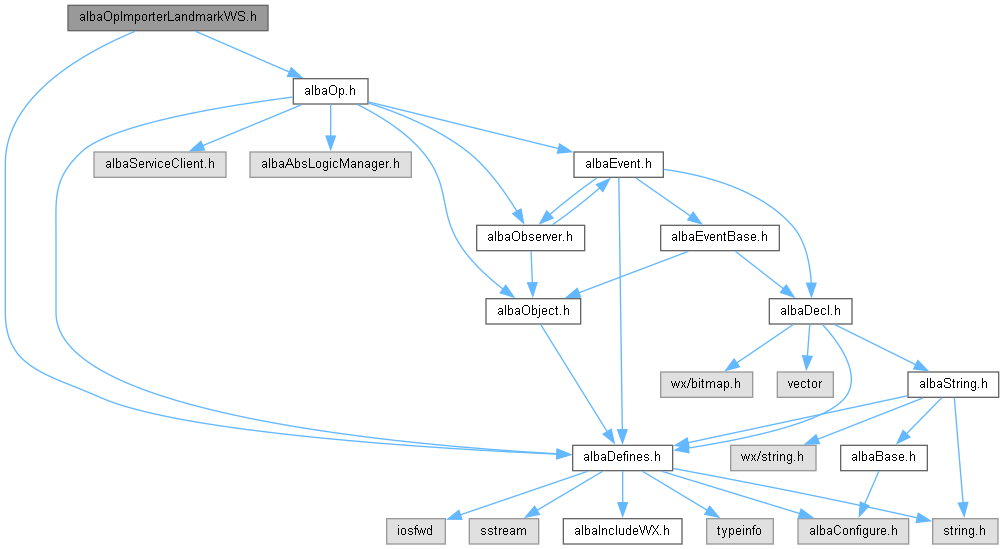 albaOpImporterLandmarkWS.h
albaOp.h
albaServiceClient.h
albaAbsLogicManager.h
albaEvent.h
albaObserver.h
albaEventBase.h
albaObject.h
albaDecl.h
wx/bitmap.h
vector
albaString.h
albaDefines.h
wx/string.h
albaBase.h
iosfwd
sstream
albaIncludeWX.h
typeinfo
albaConfigure.h
string.h